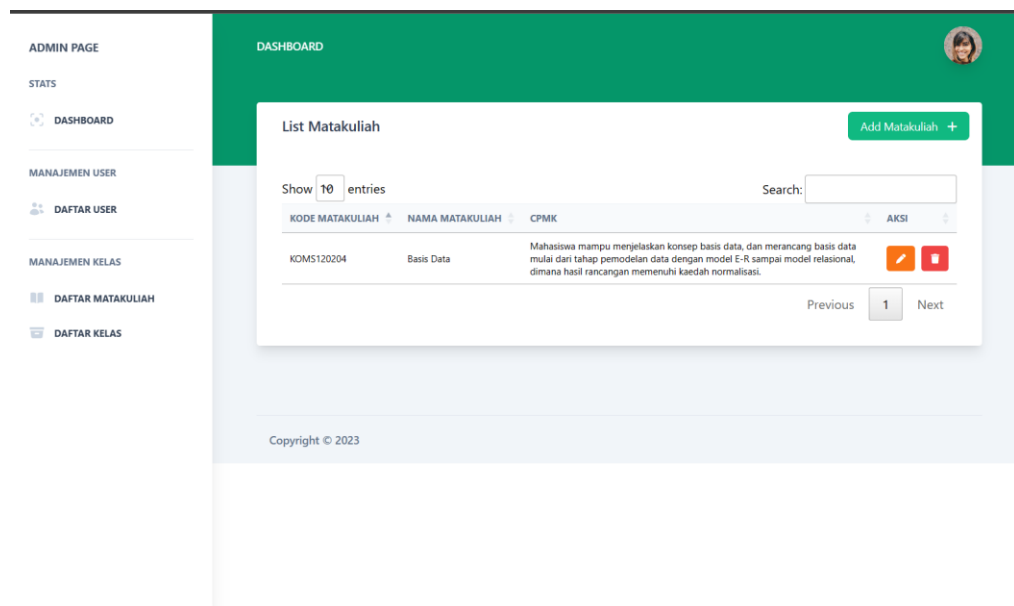 ADMIN PAGE
STATS
DASHBOARD
MANAJEMEN USER
DAFTAR USER
MANAJEMEN KELAS
DAFTAR MATAKULIAH
DAFTAR KELAS
DASHBOARD
List Matakuliah
Add Matakuliah +
Show 10 entries
Search:
KODE MATAKULIAH NAMA MATAKULIAH CPMK AKSI
KOMS120204 Basis Data
Mahasiswa mampu menjelaskan konsep basis data, dan merancang basis data
mulai dari tahap pemodelan data dengan model E-R sampai model relasional,
dimana hasil rancangan memenuhi kaedah normalisasi.
Previous 1 Next
Copyright © 2023